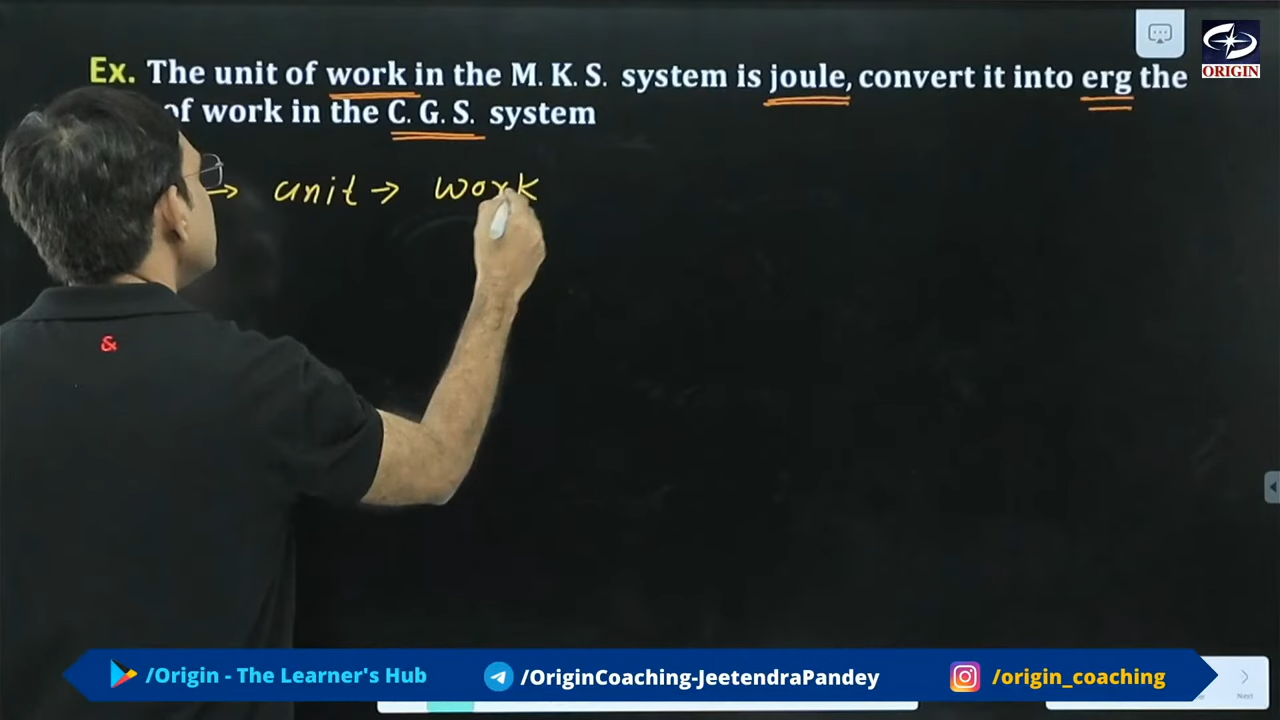 Ex. The unit of work in the M. K. S. system is joule, convert it into erg the
of work in the C. G. S. system
→ unit → work
&
ORIGIN
/Origin - The Learner's Hub
/OriginCoaching-JeetendraPandey
/origin_coaching
Next